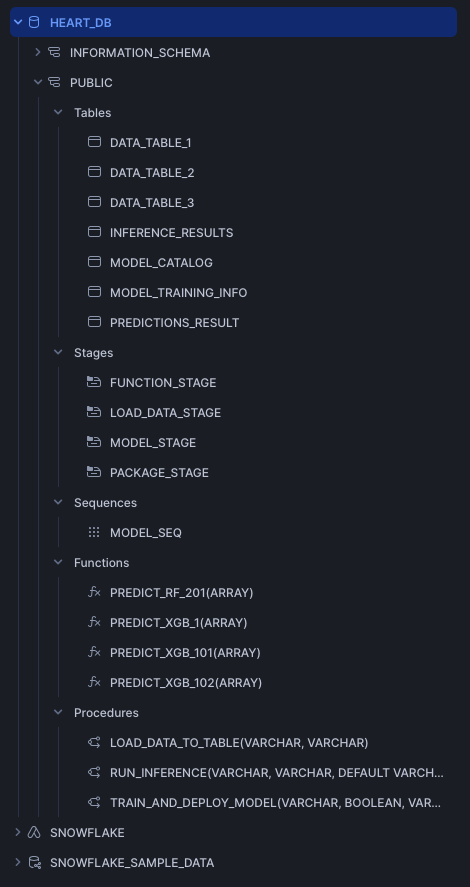 HEART_DB
INFORMATION_SCHEMA
PUBLIC
Tables
DATA_TABLE_1
DATA_TABLE_2
DATA_TABLE_3
INFERENCE_RESULTS
MODEL_CATALOG
MODEL_TRAINING_INFO
PREDICTIONS_RESULT
Stages
FUNCTION_STAGE
LOAD_DATA_STAGE
MODEL_STAGE
PACKAGE_STAGE
Sequences
MODEL_SEQ
Functions
PREDICT_RF_201(ARRAY)
PREDICT_XGB_1(ARRAY)
PREDICT_XGB_101(ARRAY)
PREDICT_XGB_102(ARRAY)
Procedures
LOAD_DATA_TO_TABLE(VARCHAR, VARCHAR)
RUN_INFERENCE(VARCHAR, VARCHAR, DEFAULT VARCH...
TRAIN_AND_DEPLOY_MODEL(VARCHAR, BOOLEAN, VAR...
SNOWFLAKE
SNOWFLAKE_SAMPLE_DATA